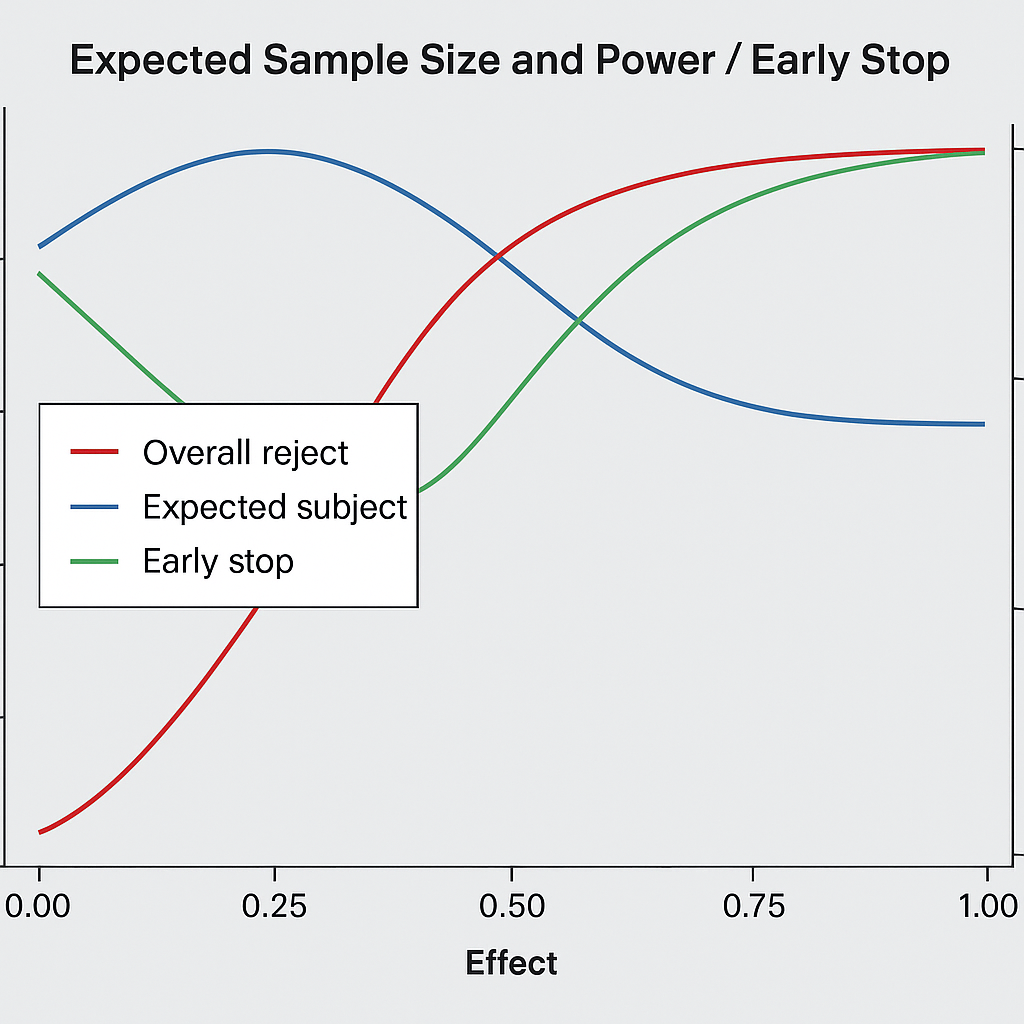 Expected Sample Size and Power / Early Stop
Overall reject
Expected subject
Early stop
0.00 0.25 0.50 0.75 1.00
Effect